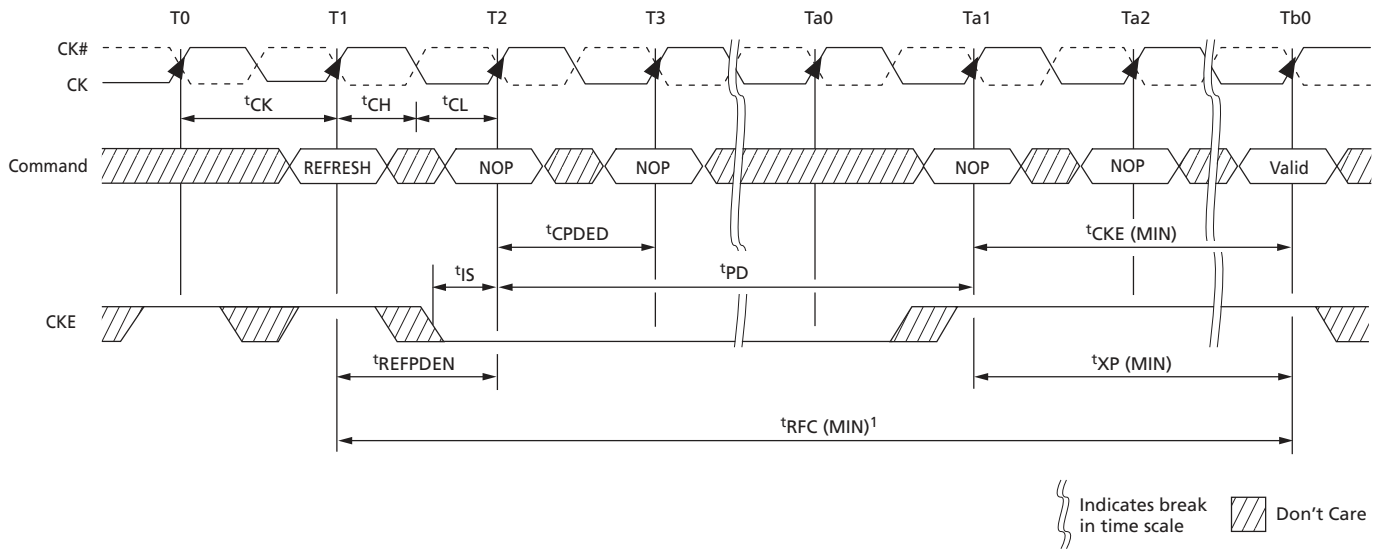 T0 T1 T2 T3 Ta0 Ta1 Ta2 Tb0
CK#
CK
tCK tCH tCL
Command REFRESH NOP NOP NOP NOP Valid
tCPDED tCKE (MIN)
tIS tPD
CKE
tREFPDEN tXP (MIN)
tRFC (MIN)1
Indicates break
in time scale
Don't Care